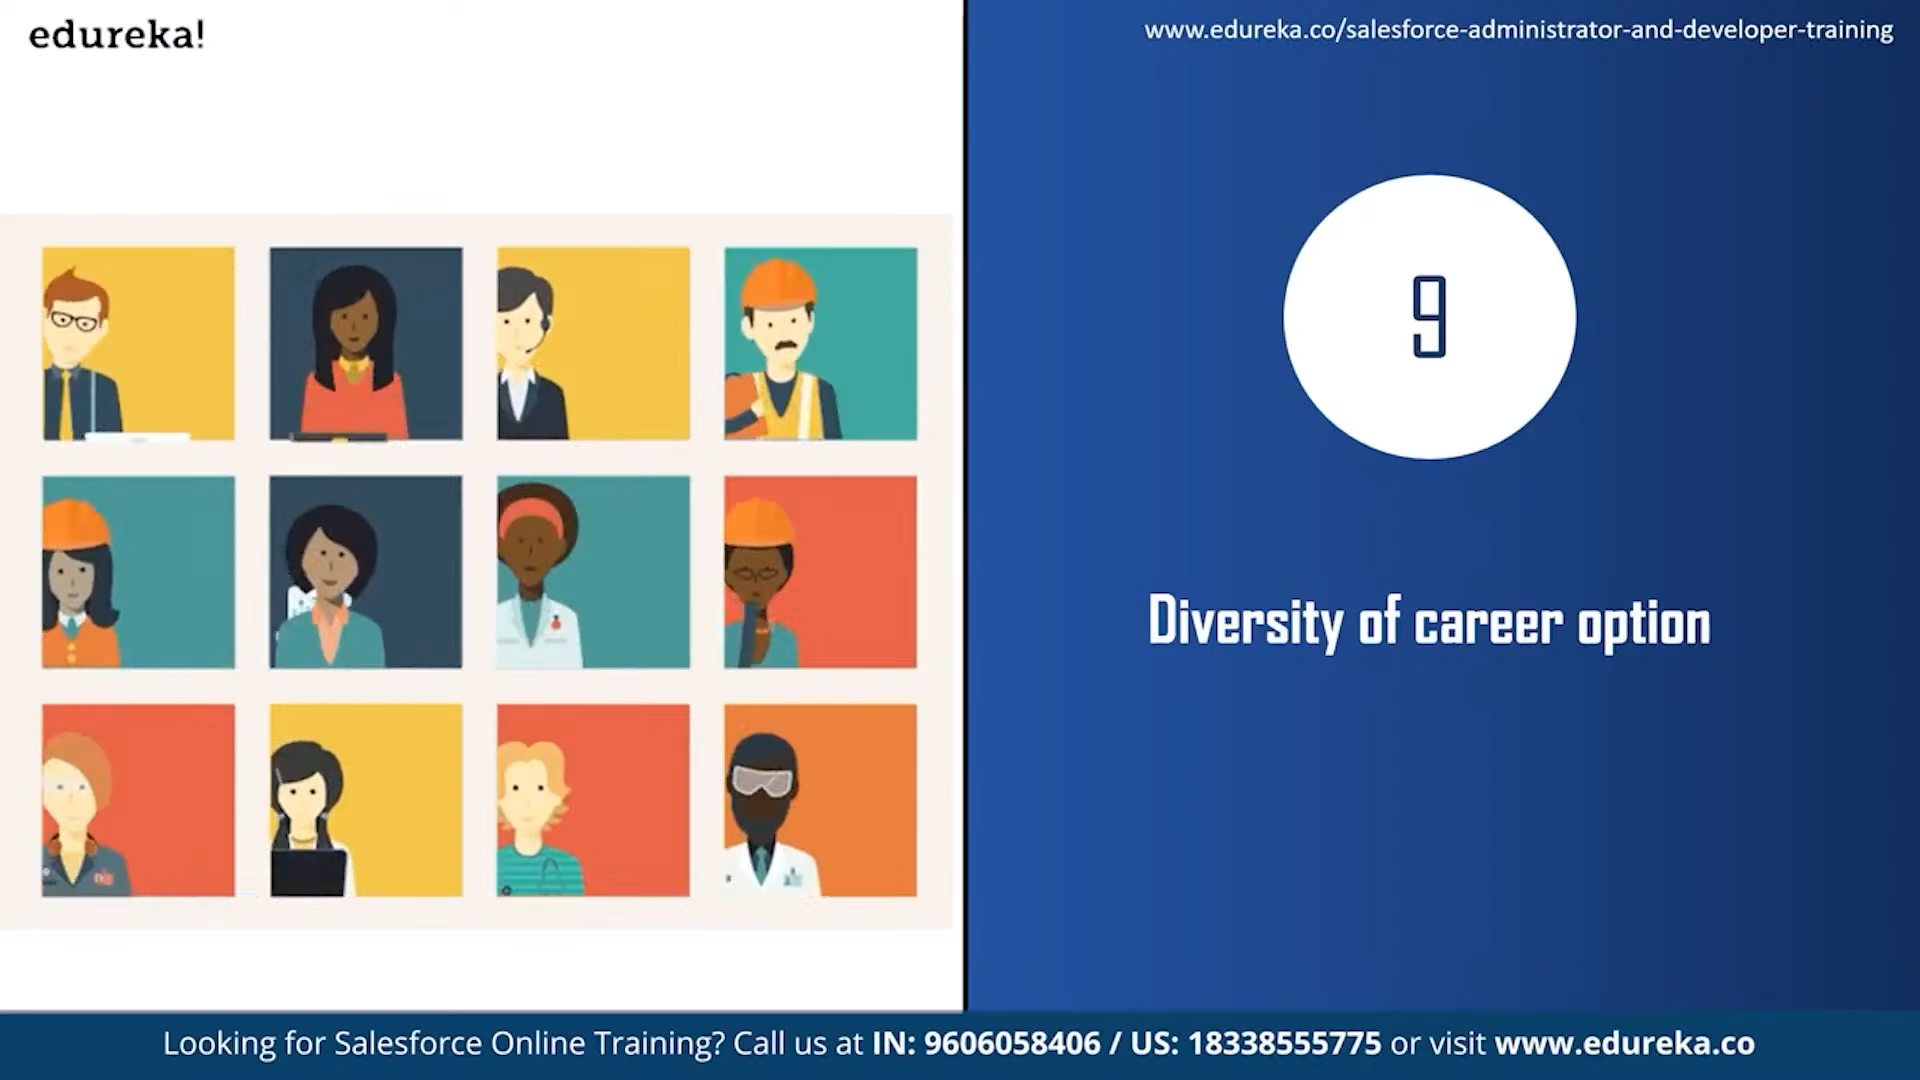 edureka!
www.edureka.co/salesforce-administrator-and-developer-training
9
Diversity of career option
Looking for Salesforce Online Training? Call us at IN: 9606058406 / US: 18338555775 or visit www.edureka.co